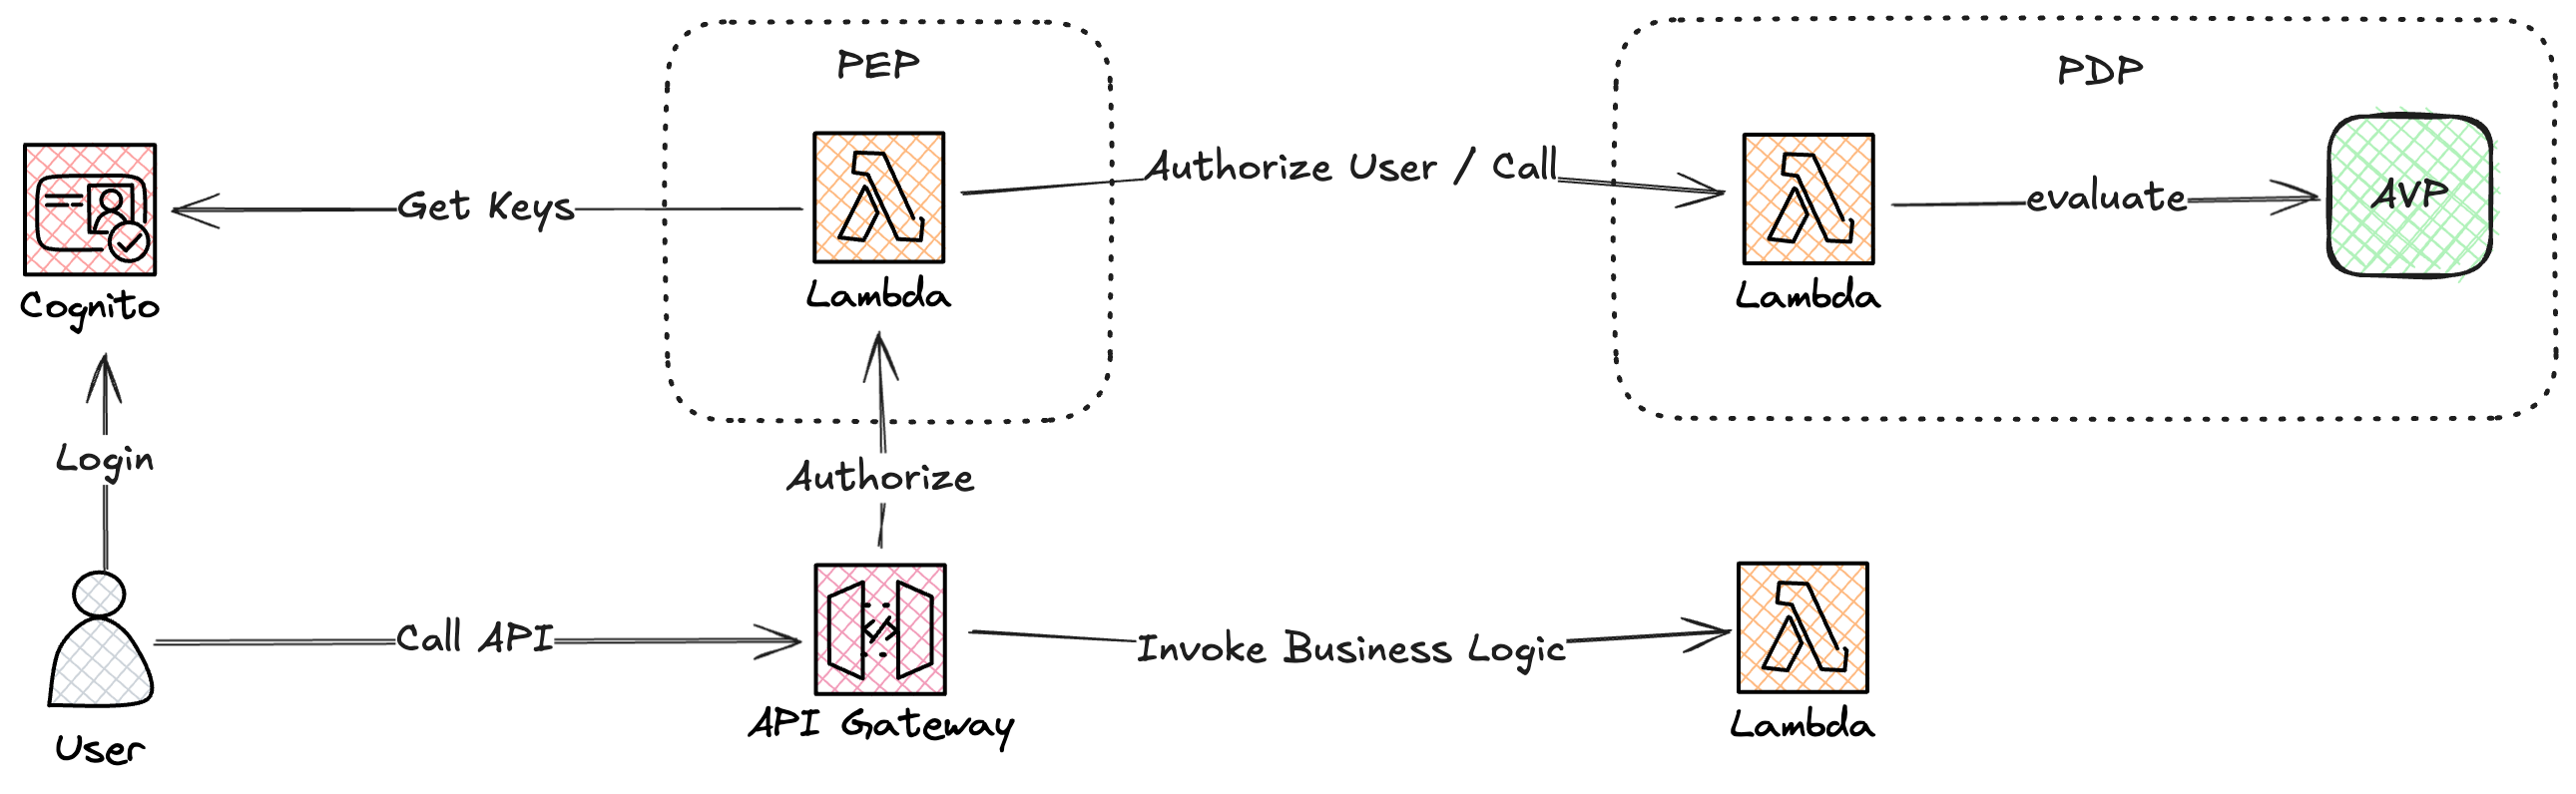 PEP
PDP
Authorize User / Call
Get Keys
evaluate
AVP
Cognito
Lambda
Lambda
Login
Authorize
Call API
Invoke Business Logic
User
API Gateway
Lambda